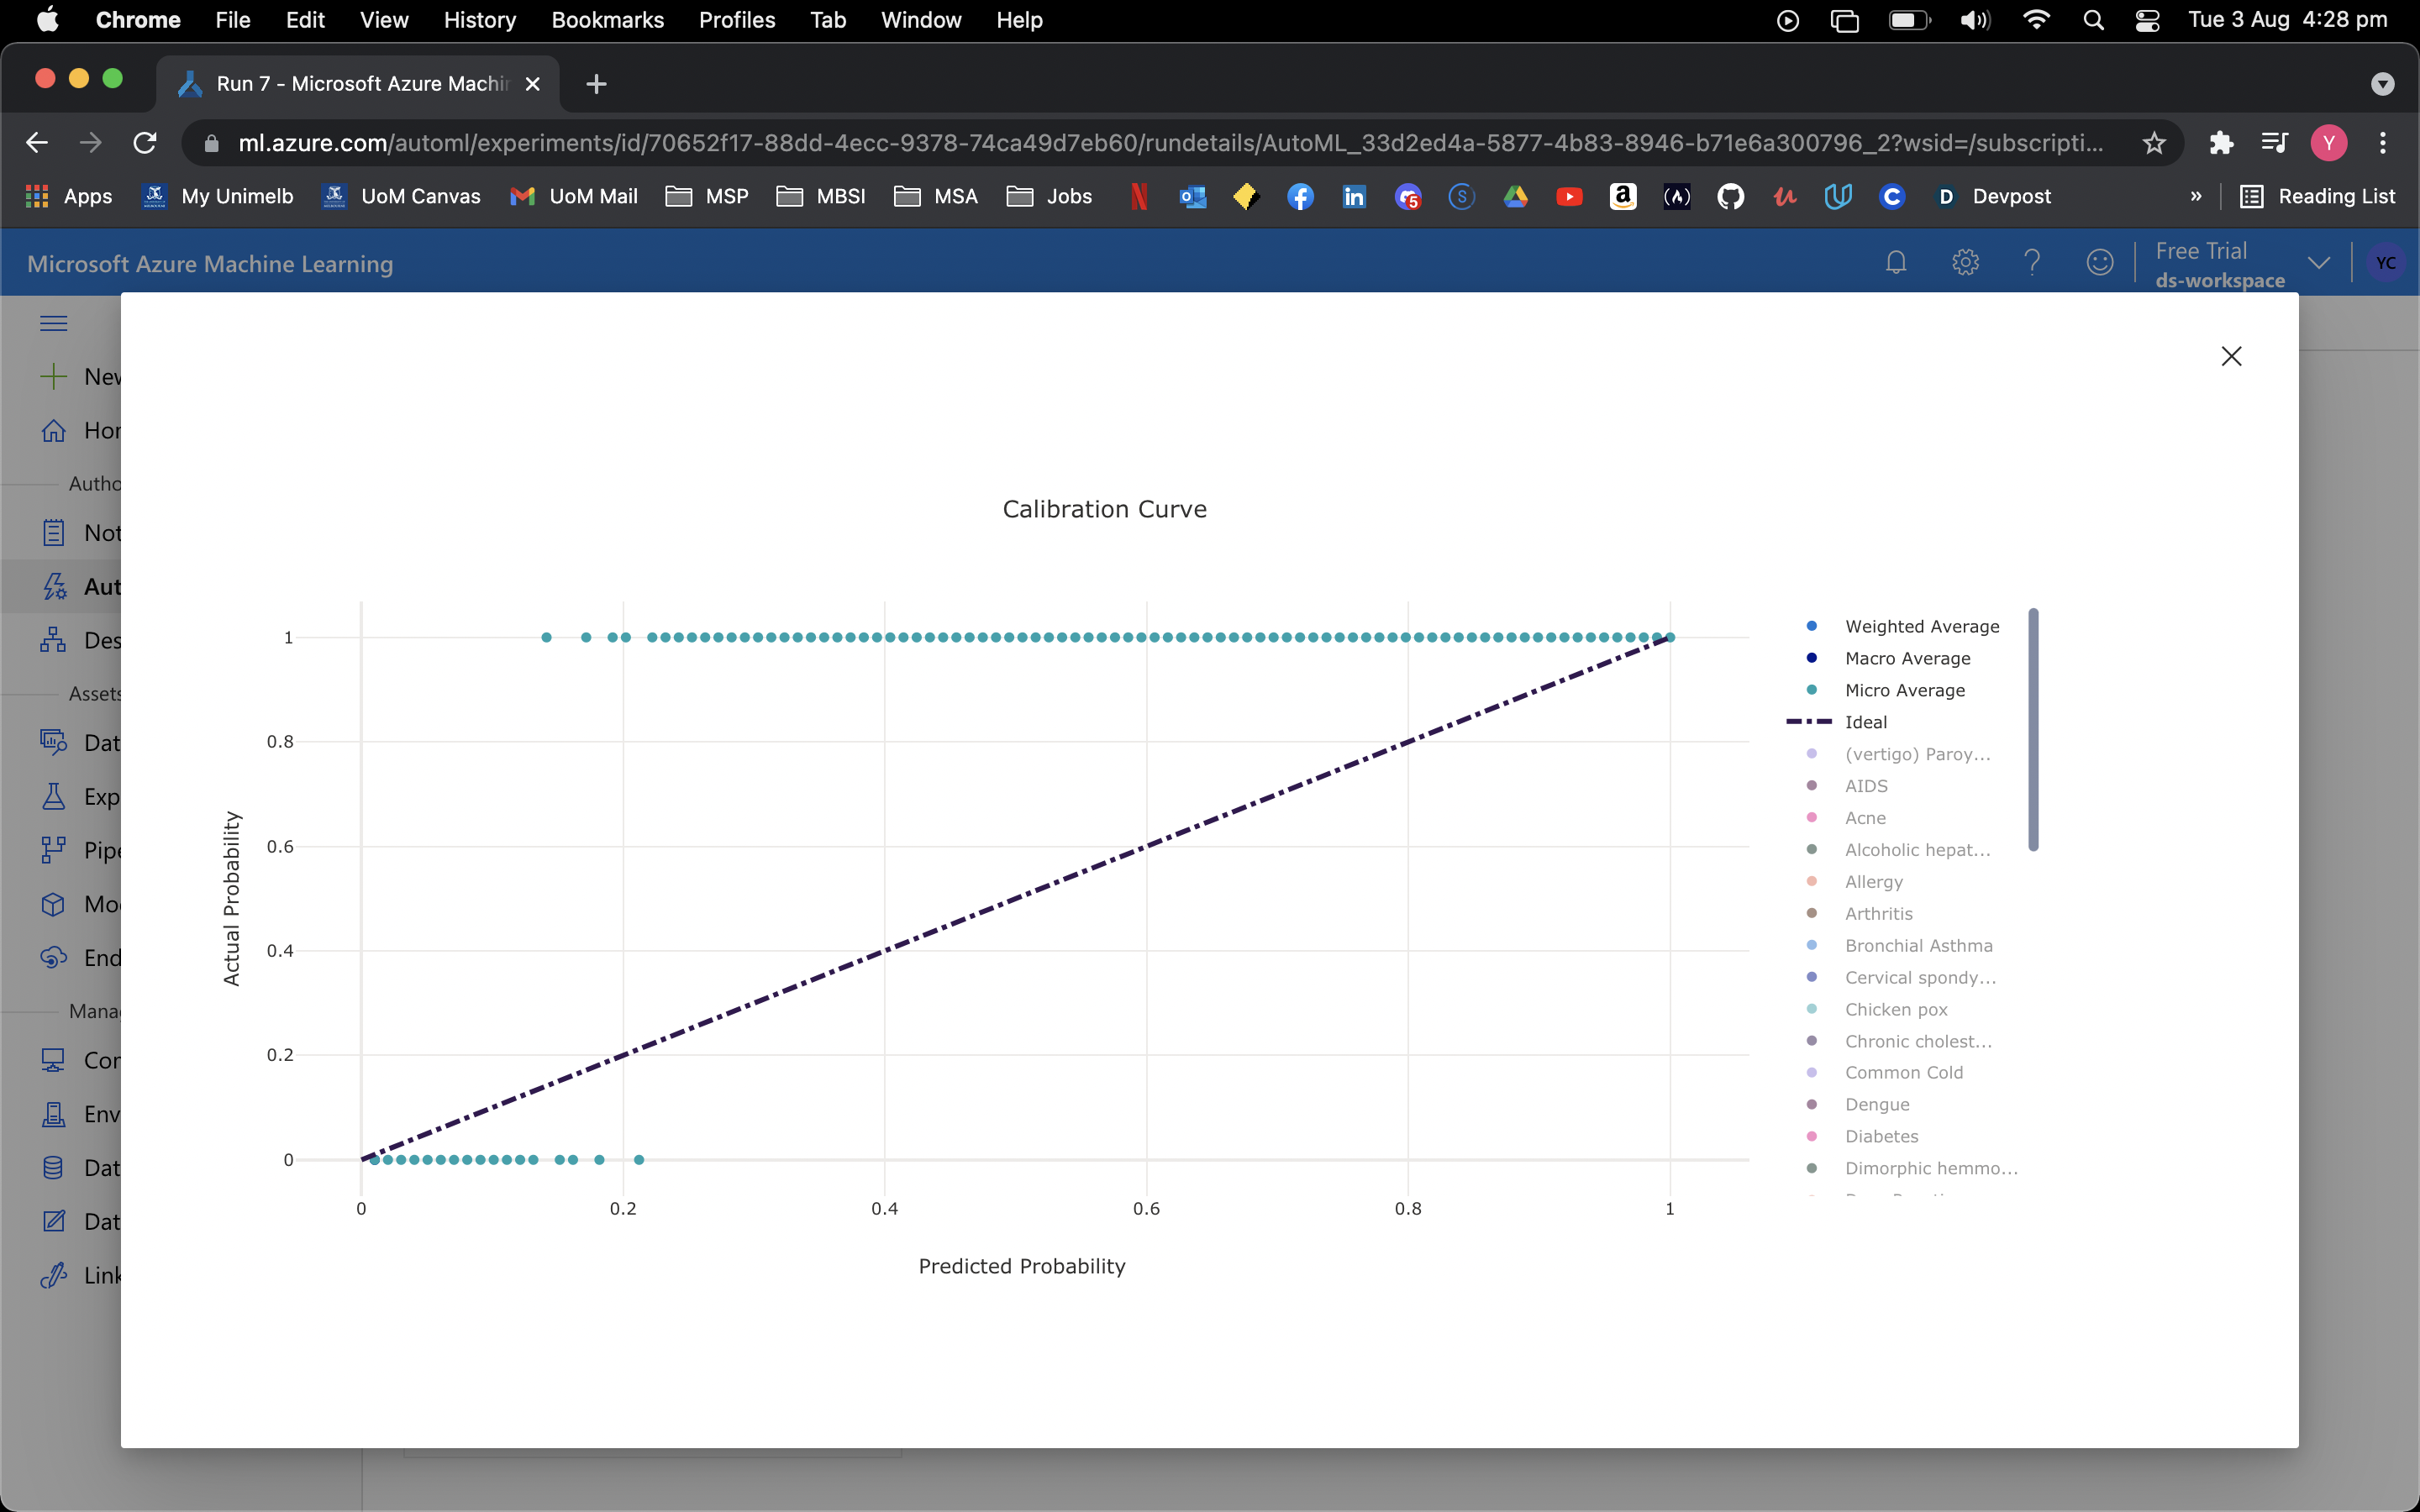 Chrome File Edit View History Bookmarks Profiles Tab Window Help Tue 3 Aug 4:28 pm
Run 7 - Microsoft Azure Machin
ml.azure.com/automl/experiments/id/70652f17-88dd-4ecc-9378-74ca49d7eb60/rundetails/AutoML_33d2ed4a-5877-4b83-8946-b71e6a300796_2?wsid=/subscripti... Y
Apps My Unimelb UoM Canvas UoM Mail MSP MBSI MSA Jobs 5 Devpost » Reading List
Microsoft Azure Machine Learning
Free Trial
ds-workspace
YC
New
Hor
Autho
Not
Aut
Des
Assets
Dat
Exp
Pipe
Mod
End
Manag
Con
Env
Dat
Dat
Link
Calibration Curve
Actual Probability
1
0.8
0.6
0.4
0.2
0
0 0.2 0.4 0.6 0.8 1
Predicted Probability
Weighted Average
Macro Average
Micro Average
Ideal
(vertigo) Paroy...
AIDS
Acne
Alcoholic hepat...
Allergy
Arthritis
Bronchial Asthma
Cervical spondy...
Chicken pox
Chronic cholest...
Common Cold
Dengue
Diabetes
Dimorphic hemmo...